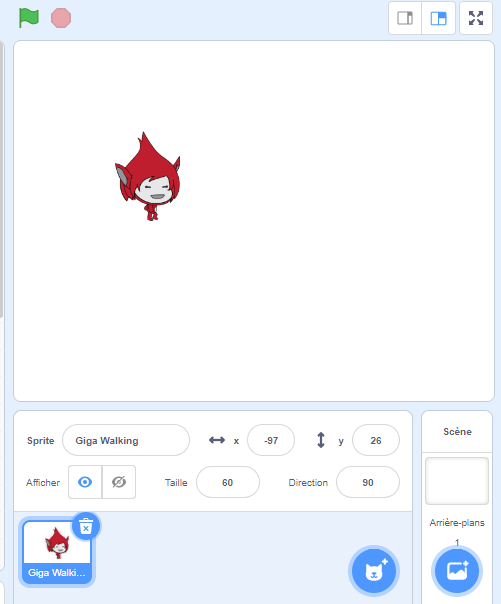 Sprite Giga Walking x -97 y 26
Afficher Taille 60 Direction 90
Giga Walki...
Scène
Arrière-plans
1